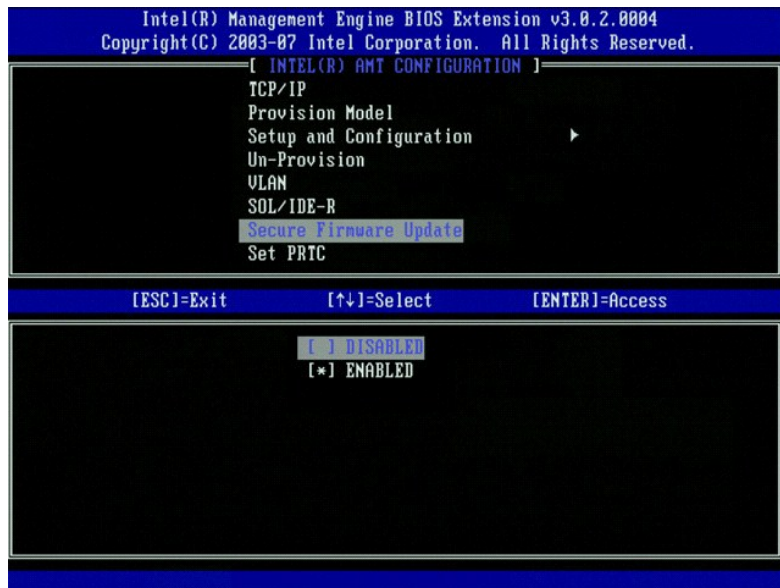 Intel(R) Management Engine BIOS Extension v3.0.2.0004
Copyright(C) 2003-07 Intel Corporation. All Rights Reserved.
[ INTEL(R) AMT CONFIGURATION ]
TCP/IP
Provision Model
Setup and Configuration ►
Un-Provision
VLAN
SOL/IDE-R
Secure Firmware Update
Set PRTC
[ESC]=Exit [↑↓]=Select [ENTER]=Access
[ ] DISABLED
[*] ENABLED